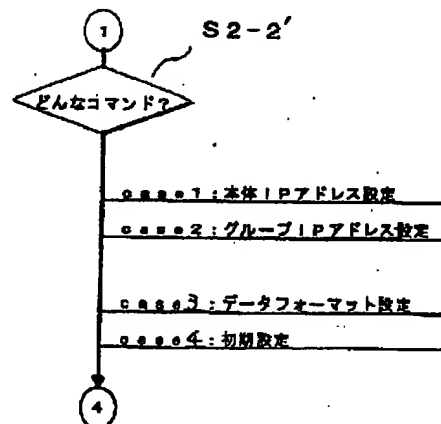 1
S2-2'
どんなコマンド?
case1:本体IPアドレス設定
case2:グループIPアドレス設定
case3:データフォーマット設定
case4:初期設定
4